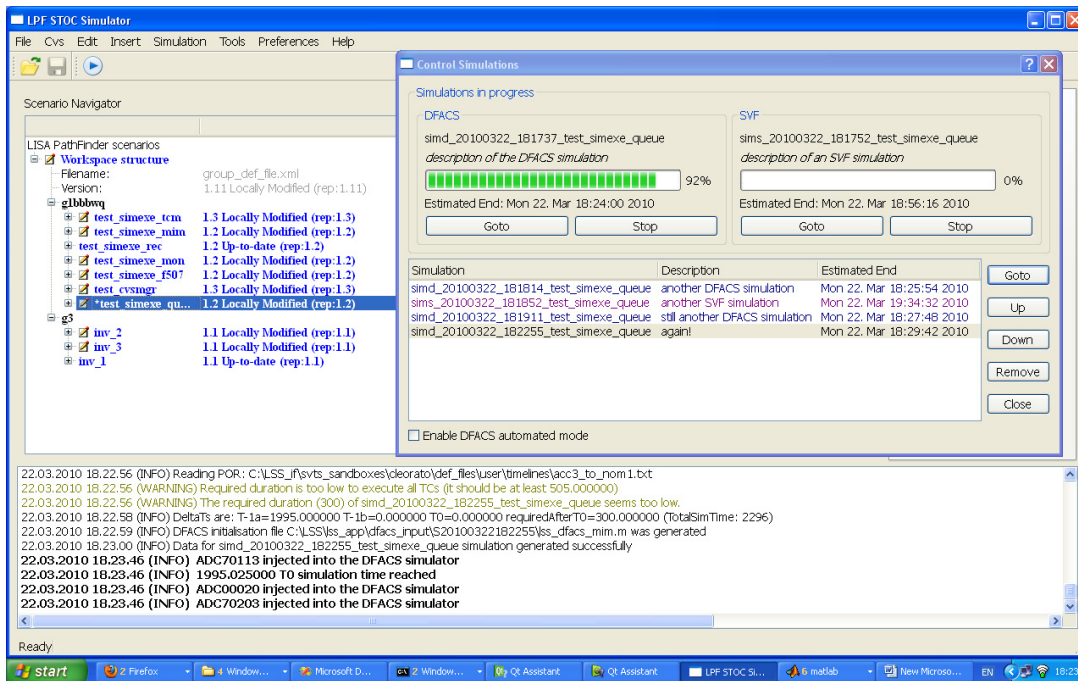 LPF STOC Simulator
File Cvs Edit Insert Simulation Tools Preferences Help
Scenario Navigator
LISA PathFinder scenarios
Workspace structure
Filename: group_def_file.xml
Version: 1.11 Locally Modified (rep:1.11)
g1bbbwq
test_simexe_tcm 1.3 Locally Modified (rep:1.3)
test_simexe_mim 1.2 Locally Modified (rep:1.2)
test_simexe_rec 1.2 Up-to-date (rep:1.2)
test_simexe_mon 1.2 Locally Modified (rep:1.2)
test_simexe_f507 1.2 Locally Modified (rep:1.2)
test_cvsmgr 1.3 Locally Modified (rep:1.3)
*test_simexe_qu... 1.2 Locally Modified (rep:1.2)
g3
inv_2 1.1 Locally Modified (rep:1.1)
inv_3 1.1 Locally Modified (rep:1.1)
inv_1 1.1 Up-to-date (rep:1.1)
Control Simulations
Simulations in progress
DFACS
simd_20100322_181737_test_simexe_queue
description of the DFACS simulation
92%
Estimated End: Mon 22. Mar 18:24:00 2010
Goto Stop
SVF
sims_20100322_181752_test_simexe_queue
description of an SVF simulation
0%
Estimated End: Mon 22. Mar 18:56:16 2010
Goto Stop
Simulation Description Estimated End
simd_20100322_181814_test_simexe_queue another DFACS simulation Mon 22. Mar 18:25:54 2010
sims_20100322_181852_test_simexe_queue another SVF simulation Mon 22. Mar 19:34:32 2010
simd_20100322_181911_test_simexe_queue still another DFACS simulation Mon 22. Mar 18:27:48 2010
simd_20100322_182255_test_simexe_queue again! Mon 22. Mar 18:29:42 2010
Goto
Up
Down
Remove
Close
Enable DFACS automated mode
22.03.2010 18.22.56 (INFO) Reading POR: C:\LSS_if\svts_sandboxes\cleorato\def_files\user\timelines\acc3_to_nom1.txt
22.03.2010 18.22.56 (WARNING) Required duration is too low to execute all TCs (it should be at least 505.000000)
22.03.2010 18.22.56 (WARNING) The required duration (300) of simd_20100322_182255_test_simexe_queue seems too low.
22.03.2010 18.22.58 (INFO) DeltaTs are: T-1a=1995.000000 T-1b=0.000000 T0=0.000000 requiredAfterT0=300.000000 (TotalSimTime: 2296)
22.03.2010 18.22.59 (INFO) DFACS initialisation file C:\LSS\lss_app\dfacs_input\S20100322182255\lss_dfacs_mim.m was generated
22.03.2010 18.23.00 (INFO) Data for simd_20100322_182255_test_simexe_queue simulation generated successfully
22.03.2010 18.23.46 (INFO) ADC70113 injected into the DFACS simulator
22.03.2010 18.23.46 (INFO) 1995.025000 T0 simulation time reached
22.03.2010 18.23.46 (INFO) ADC00020 injected into the DFACS simulator
22.03.2010 18.23.46 (INFO) ADC70203 injected into the DFACS simulator
Ready
start 2 Firefox 4 Window... Microsoft D... 2 Window... Qt Assistant Qt Assistant LPF STOC Si... 6 matlab New Microso... EN 18:23